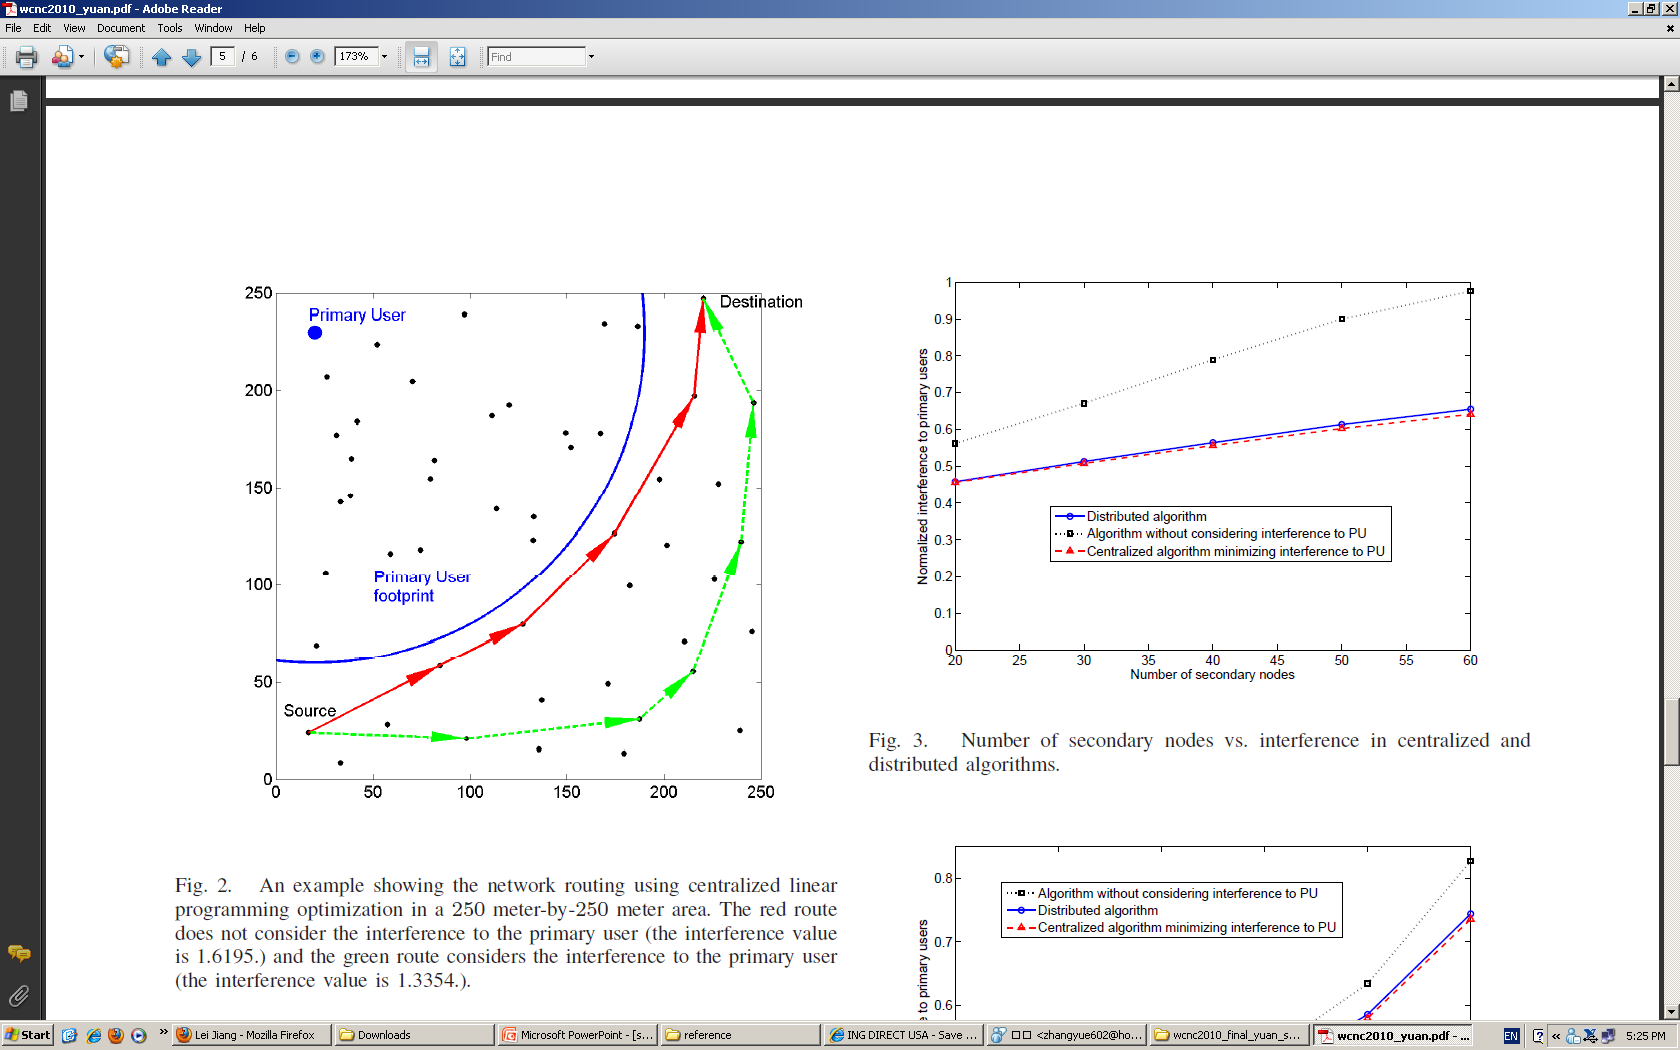 wcnc2010_yuan.pdf - Adobe Reader
File Edit View Document Tools Window Help
5 / 6 173% Find
250
200
150
100
50
0
0 50 100 150 200 250
Primary User
Destination
Primary User
footprint
Source
Fig. 2. An example showing the network routing using centralized linear
programming optimization in a 250 meter-by-250 meter area. The red route
does not consider the interference to the primary user (the interference value
is 1.6195.) and the green route considers the interference to the primary user
(the interference value is 1.3354.).
Normalized interference to primary users
1
0.9
0.8
0.7
0.6
0.5
0.4
0.3
0.2
0.1
0
20 25 30 35 40 45 50 55 60
Number of secondary nodes
Distributed algorithm
Algorithm without considering interference to PU
Centralized algorithm minimizing interference to PU
Fig. 3. Number of secondary nodes vs. interference in centralized and
distributed algorithms.
0.8
0.7
0.6
e to primary users
Algorithm without considering interference to PU
Distributed algorithm
Centralized algorithm minimizing interference to PU
Start » Lei Jiang - Mozilla Firefox Downloads Microsoft PowerPoint - [s... reference ING DIRECT USA - Save ... <zhangyue602@ho... wcnc2010_final_yuan_s... wcnc2010_yuan.pdf - ... EN « 5:25 PM